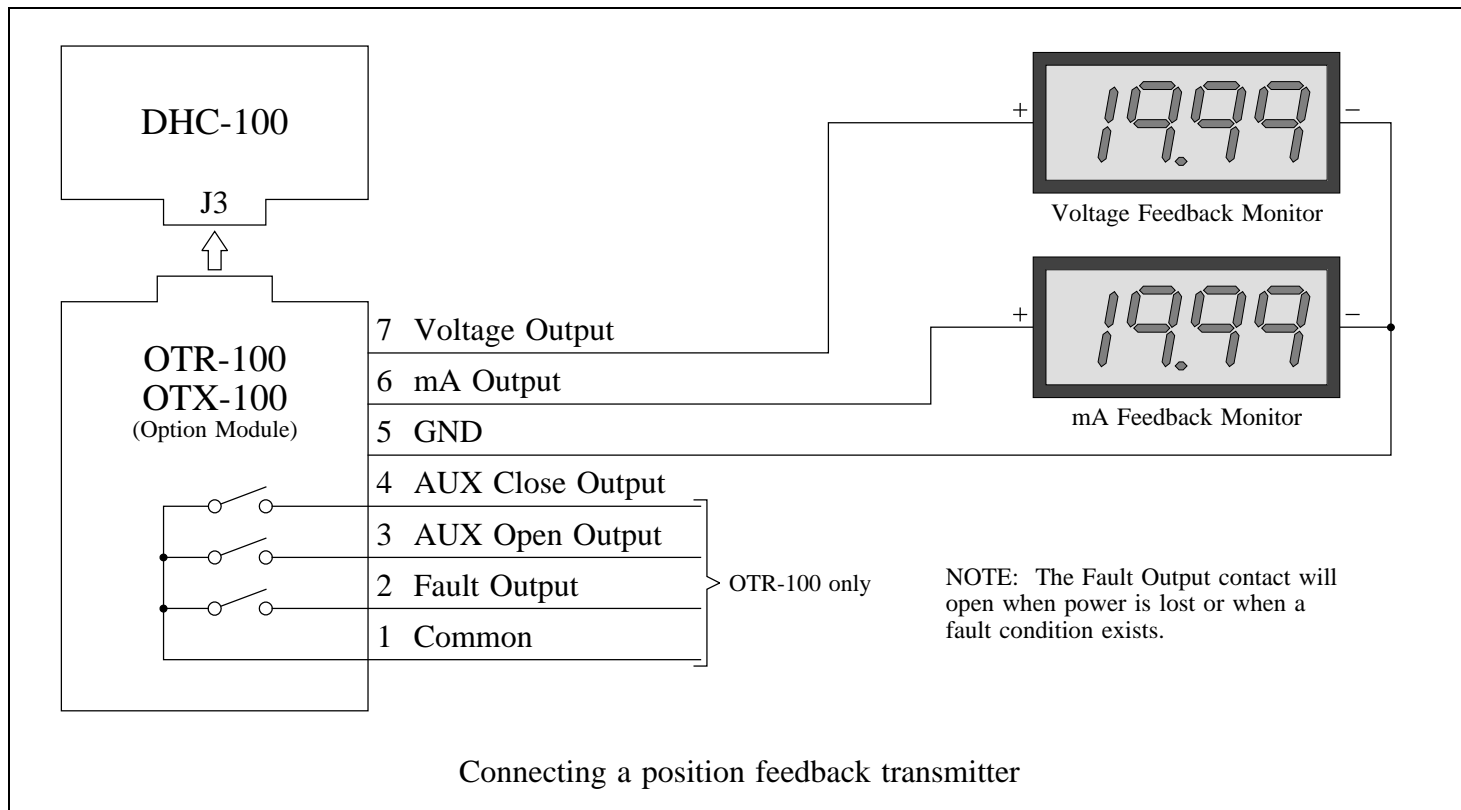 DHC-100
J3
OTR-100
OTX-100
(Option Module)
7 Voltage Output
6 mA Output
5 GND
4 AUX Close Output
3 AUX Open Output
2 Fault Output
1 Common
OTR-100 only
+ 19.99 −
Voltage Feedback Monitor
+ 19.99 −
mA Feedback Monitor
NOTE: The Fault Output contact will
open when power is lost or when a
fault condition exists.
Connecting a position feedback transmitter